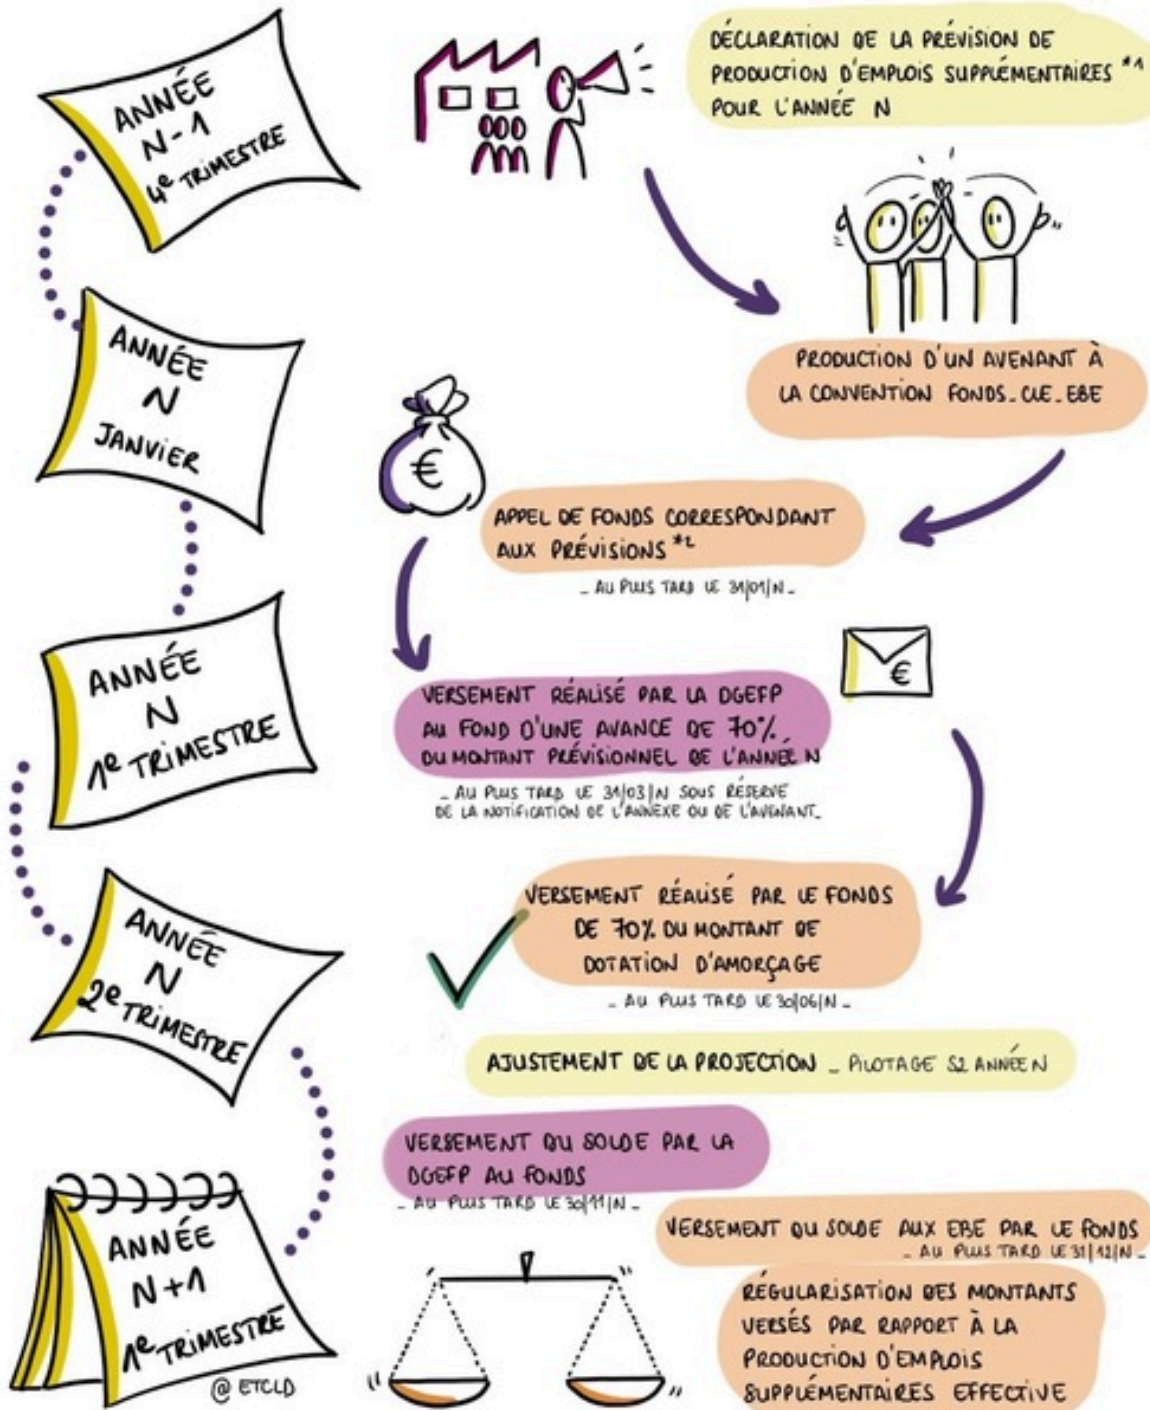 ANNÉE
N-1
4e TRIMESTRE
DÉCLARATION DE LA PRÉVISION DE
PRODUCTION D'EMPLOIS SUPPLÉMENTAIRES *1
POUR L'ANNÉE N
PRODUCTION D'UN AVENANT À
LA CONVENTION FONDS_CLE_EBE
ANNÉE
N
JANVIER
€
APPEL DE FONDS CORRESPONDANT
AUX PRÉVISIONS *2
_ AU PLUS TARD LE 31/01/N _
ANNÉE
N
1e TRIMESTRE
VERSEMENT RÉALISÉ PAR LA DGEFP
AU FOND D'UNE AVANCE DE 70%
DU MONTANT PRÉVISIONNEL DE L'ANNÉE N
_ AU PLUS TARD LE 31/03/N SOUS RÉSERVE
DE LA NOTIFICATION DE L'ANNEXE OU DE L'AVENANT_
€
ANNÉE
N
2e TRIMESTRE
VERSEMENT RÉALISÉ PAR LE FONDS
DE 70% DU MONTANT DE
DOTATION D'AMORÇAGE
_ AU PLUS TARD LE 30/06/N _
AJUSTEMENT DE LA PROJECTION _ PILOTAGE S2 ANNÉE N
VERSEMENT DU SOLDE PAR LA
DGEFP AU FONDS
_ AU PLUS TARD LE 30/11/N _
VERSEMENT DU SOLDE AUX EBE PAR LE FONDS
_ AU PLUS TARD LE 31/12/N _
ANNÉE
N+1
1e TRIMESTRE
@ ETCLD
RÉGULARISATION DES MONTANTS
VERSÉS PAR RAPPORT À LA
PRODUCTION D'EMPLOIS
SUPPLÉMENTAIRES EFFECTIVE